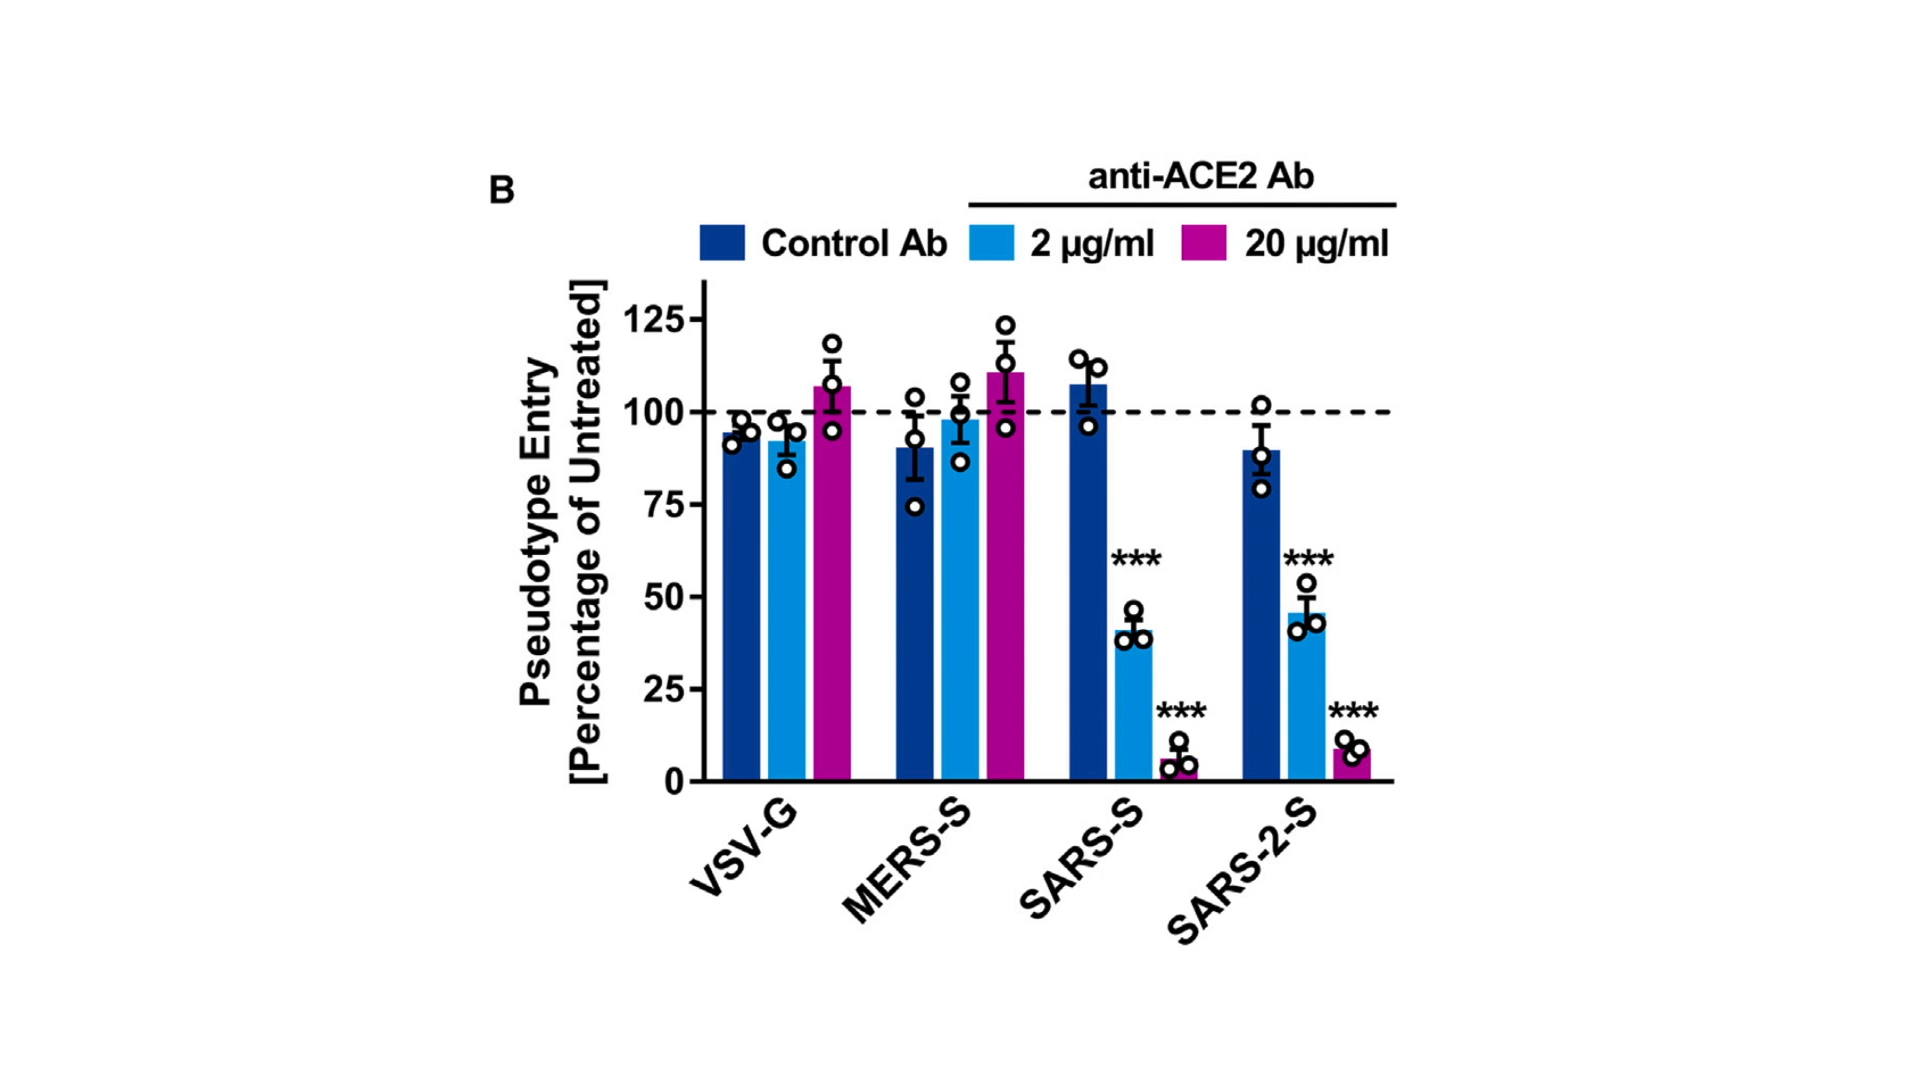 B
anti-ACE2 Ab
Control Ab 2 µg/ml 20 µg/ml
Pseudotype Entry
[Percentage of Untreated]
125
100
75
50
25
0
*** ***
*** ***
VSV-G MERS-S SARS-S SARS-2-S